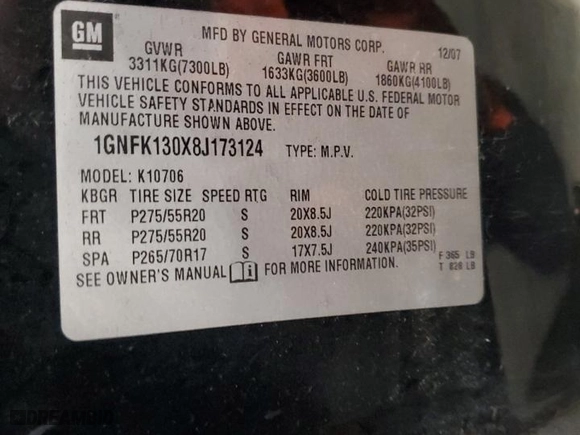 GM
MFD BY GENERAL MOTORS CORP. 12/07
GVWR GAWR FRT GAWR RR
3311KG(7300LB) 1633KG(3600LB) 1860KG(4100LB)
THIS VEHICLE CONFORMS TO ALL APPLICABLE U.S. FEDERAL MOTOR
VEHICLE SAFETY STANDARDS IN EFFECT ON THE DATE OF
MANUFACTURE SHOWN ABOVE.
1GNFK130X8J173124 TYPE: M.P.V.
MODEL: K10706
KBGR TIRE SIZE SPEED RTG RIM COLD TIRE PRESSURE
FRT P275/55R20 S 20X8.5J 220KPA(32PSI)
RR P275/55R20 S 20X8.5J 220KPA(32PSI)
SPA P265/70R17 S 17X7.5J 240KPA(35PSI)
F 365 LB
T 826 LB
SEE OWNER'S MANUAL FOR MORE INFORMATION.